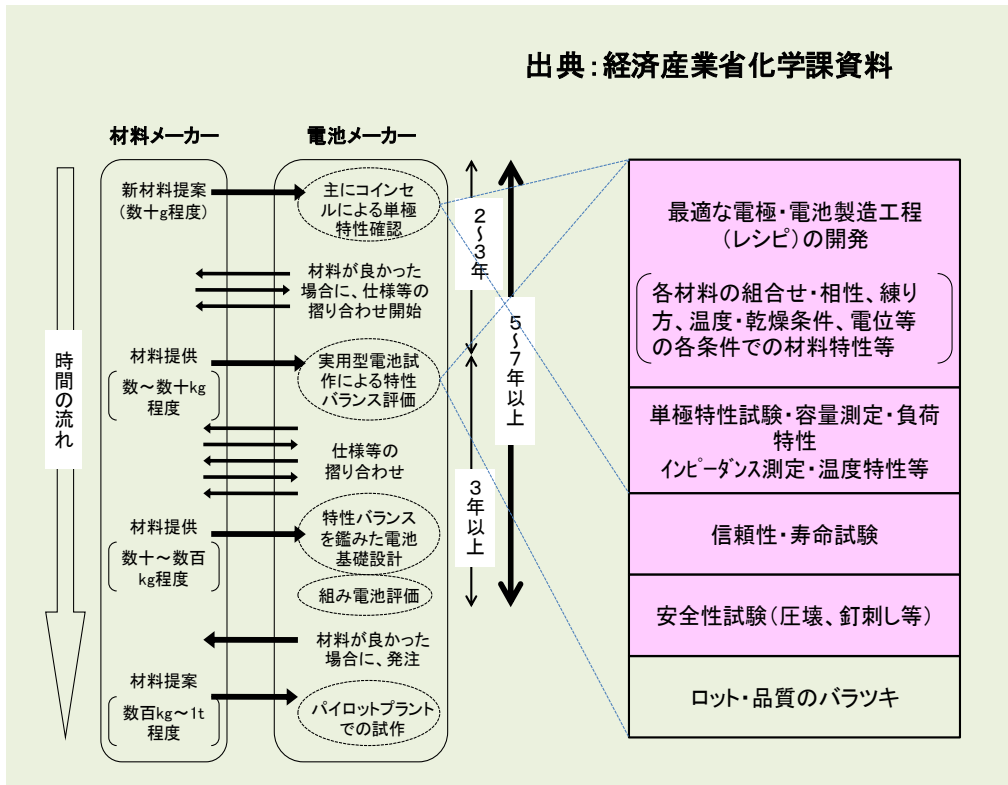 出典：経済産業省化学課資料
材料メーカー
電池メーカー
時間の流れ
新材料提案
（数十g程度）
主にコインセ
ルによる単極
特性確認
材料が良かった
場合に、仕様等の
摺り合わせ開始
材料提供
数～数十kg
程度
実用型電池試
作による特性
バランス評価
仕様等の
摺り合わせ
材料提供
数十～数百
kg程度
特性バランス
を鑑みた電池
基礎設計
組み電池評価
材料が良かった
場合に、発注
材料提案
数百kg～1t
程度
パイロットプラント
での試作
２～３年
３年以上
５～７年以上
最適な電極・電池製造工程
（レシピ）の開発
各材料の組合せ・相性、練り
方、温度・乾燥条件、電位等
の各条件での材料特性等
単極特性試験・容量測定・負荷
特性
インピーダンス測定・温度特性等
信頼性・寿命試験
安全性試験（圧壊、釘刺し等）
ロット・品質のバラツキ